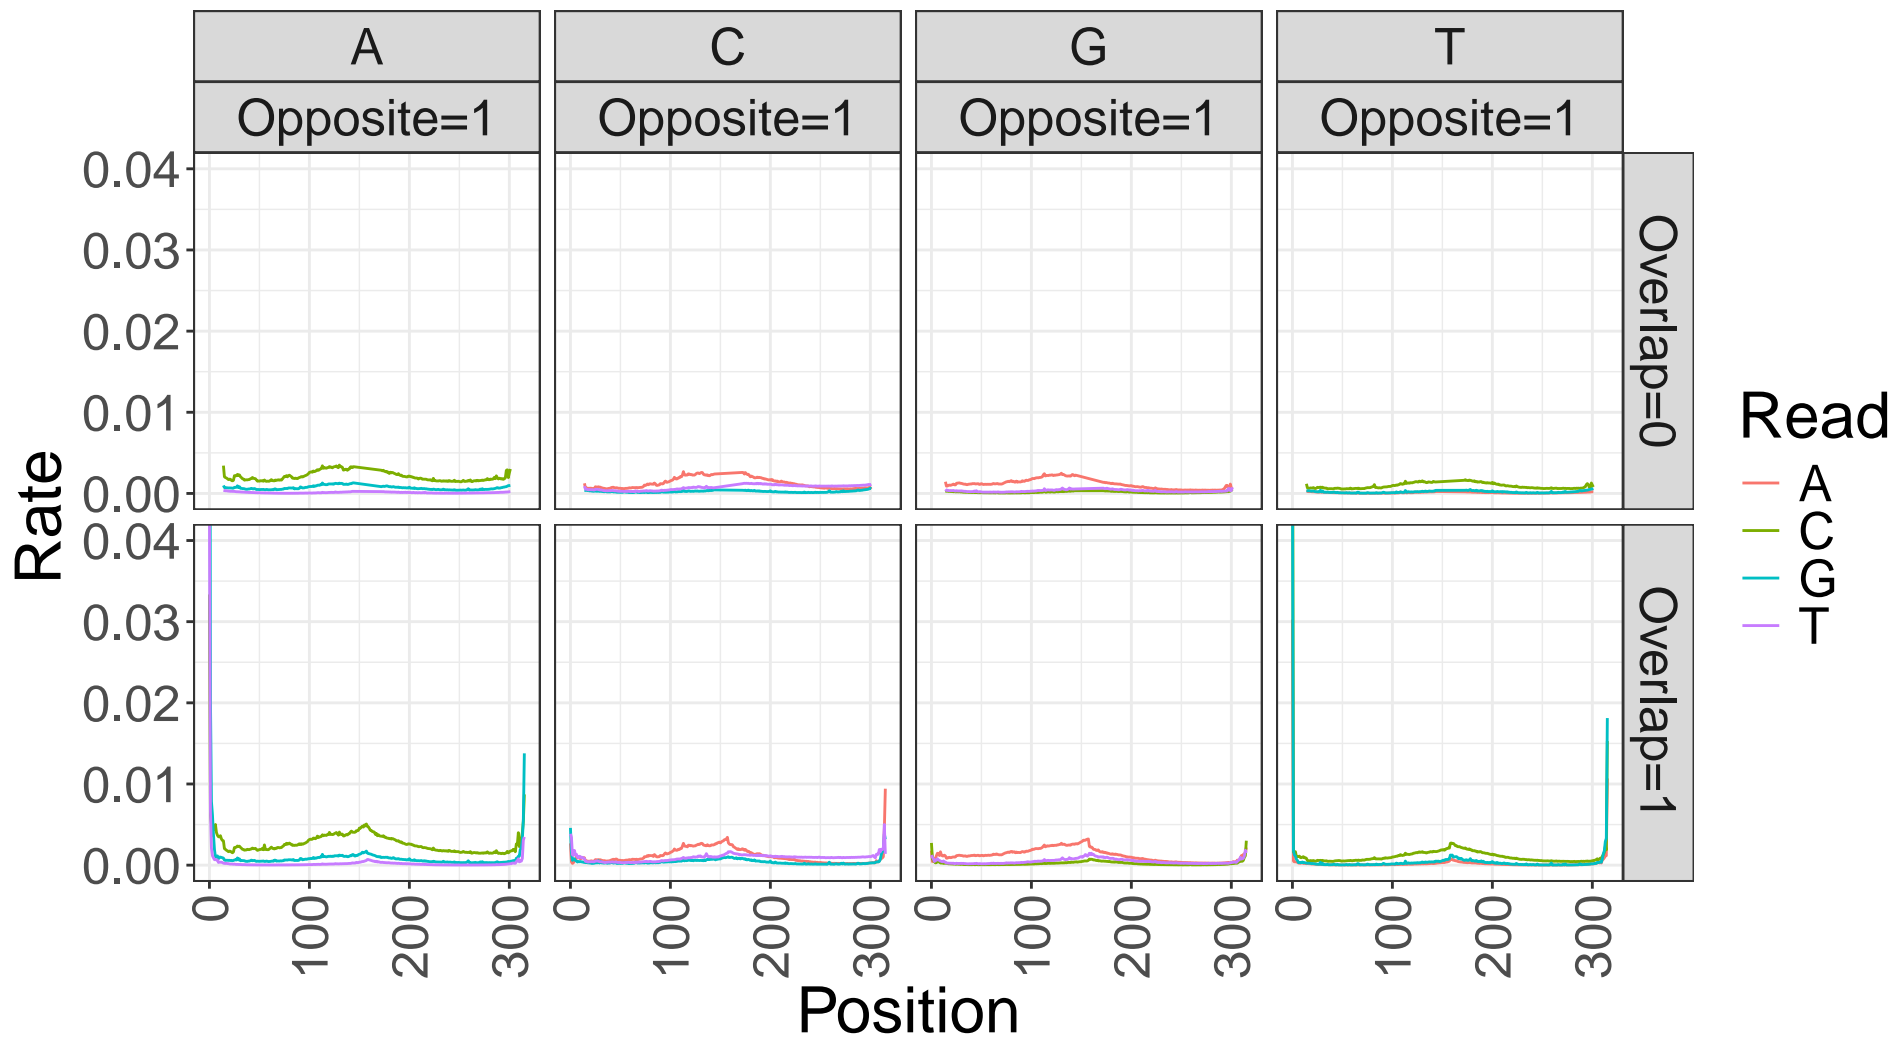 A C G T
Opposite=1 Opposite=1 Opposite=1 Opposite=1
0.04
0.03
0.02
0.01
0.00
Overlap=0
0.04
0.03
0.02
0.01
0.00
Overlap=1
Rate
0 100 200 300 0 100 200 300 0 100 200 300 0 100 200 300
Position
Read
A
C
G
T